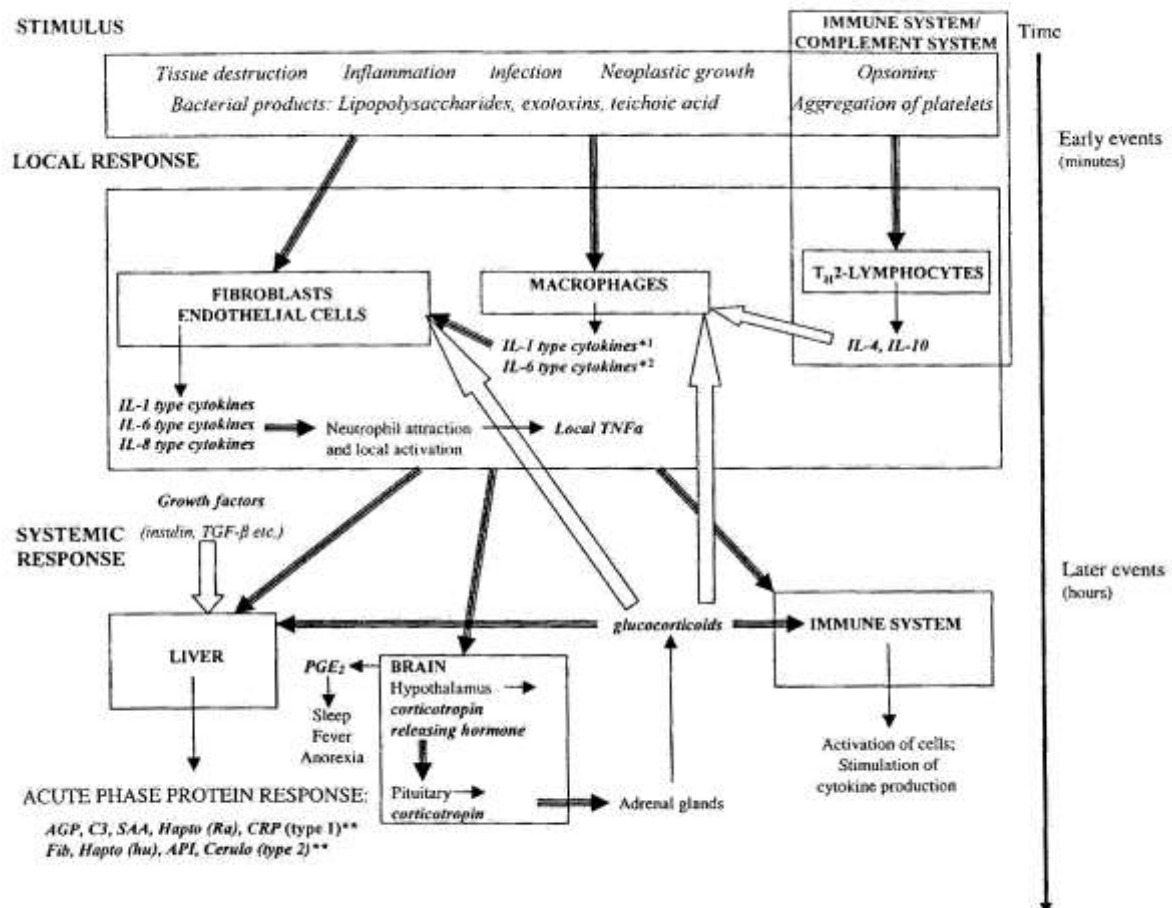 STIMULUS
IMMUNE SYSTEM/
COMPLEMENT SYSTEM
Time
Tissue destruction Inflammation Infection Neoplastic growth
Opsonins
Bacterial products: Lipopolysaccharides, exotoxins, teichoic acid
Aggregation of platelets
Early events
(minutes)
LOCAL RESPONSE
FIBROBLASTS
ENDOTHELIAL CELLS
MACROPHAGES
TH2-LYMPHOCYTES
IL-1 type cytokines*1
IL-6 type cytokines*2
IL-4, IL-10
IL-1 type cytokines
IL-6 type cytokines
IL-8 type cytokines
Neutrophil attraction
and local activation
Local TNFα
Growth factors
(insulin, TGF-β etc.)
SYSTEMIC
RESPONSE
Later events
(hours)
LIVER
glucocorticoids
IMMUNE SYSTEM
PGE2
BRAIN
Hypothalamus
corticotropin
releasing hormone
Sleep
Fever
Anorexia
Pituitary
corticotropin
Adrenal glands
Activation of cells;
Stimulation of
cytokine production
ACUTE PHASE PROTEIN RESPONSE:
AGP, C3, SAA, Hapto (Ra), CRP (type 1)**
Fib, Hapto (hu), API, Cerulo (type 2)**